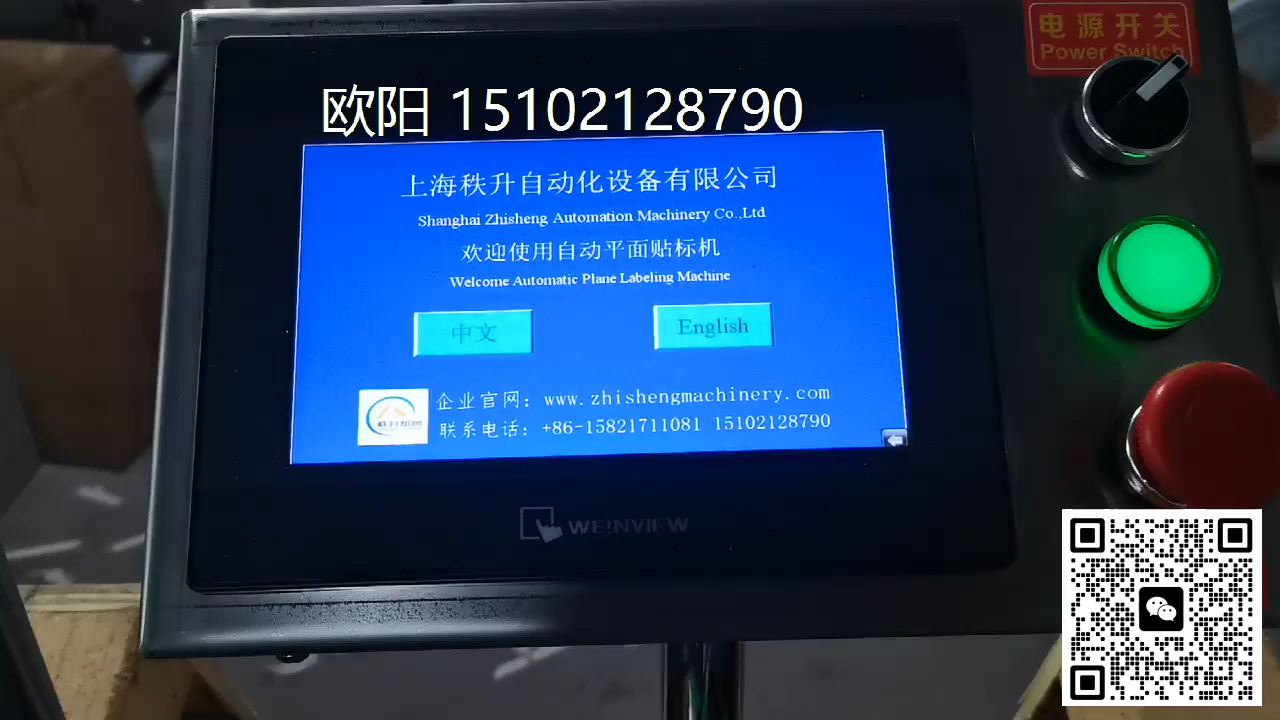 电源开关
Power Switch
欧阳 15102128790
上海秩升自动化设备有限公司
Shanghai Zhisheng Automation Machinery Co.,Ltd
欢迎使用自动平面贴标机
Welcome Automatic Plane Labeling Machine
中文
English
企业官网：www.zhishengmachinery.com
联系电话：+86-15821711081 15102128790
WEINVIEW